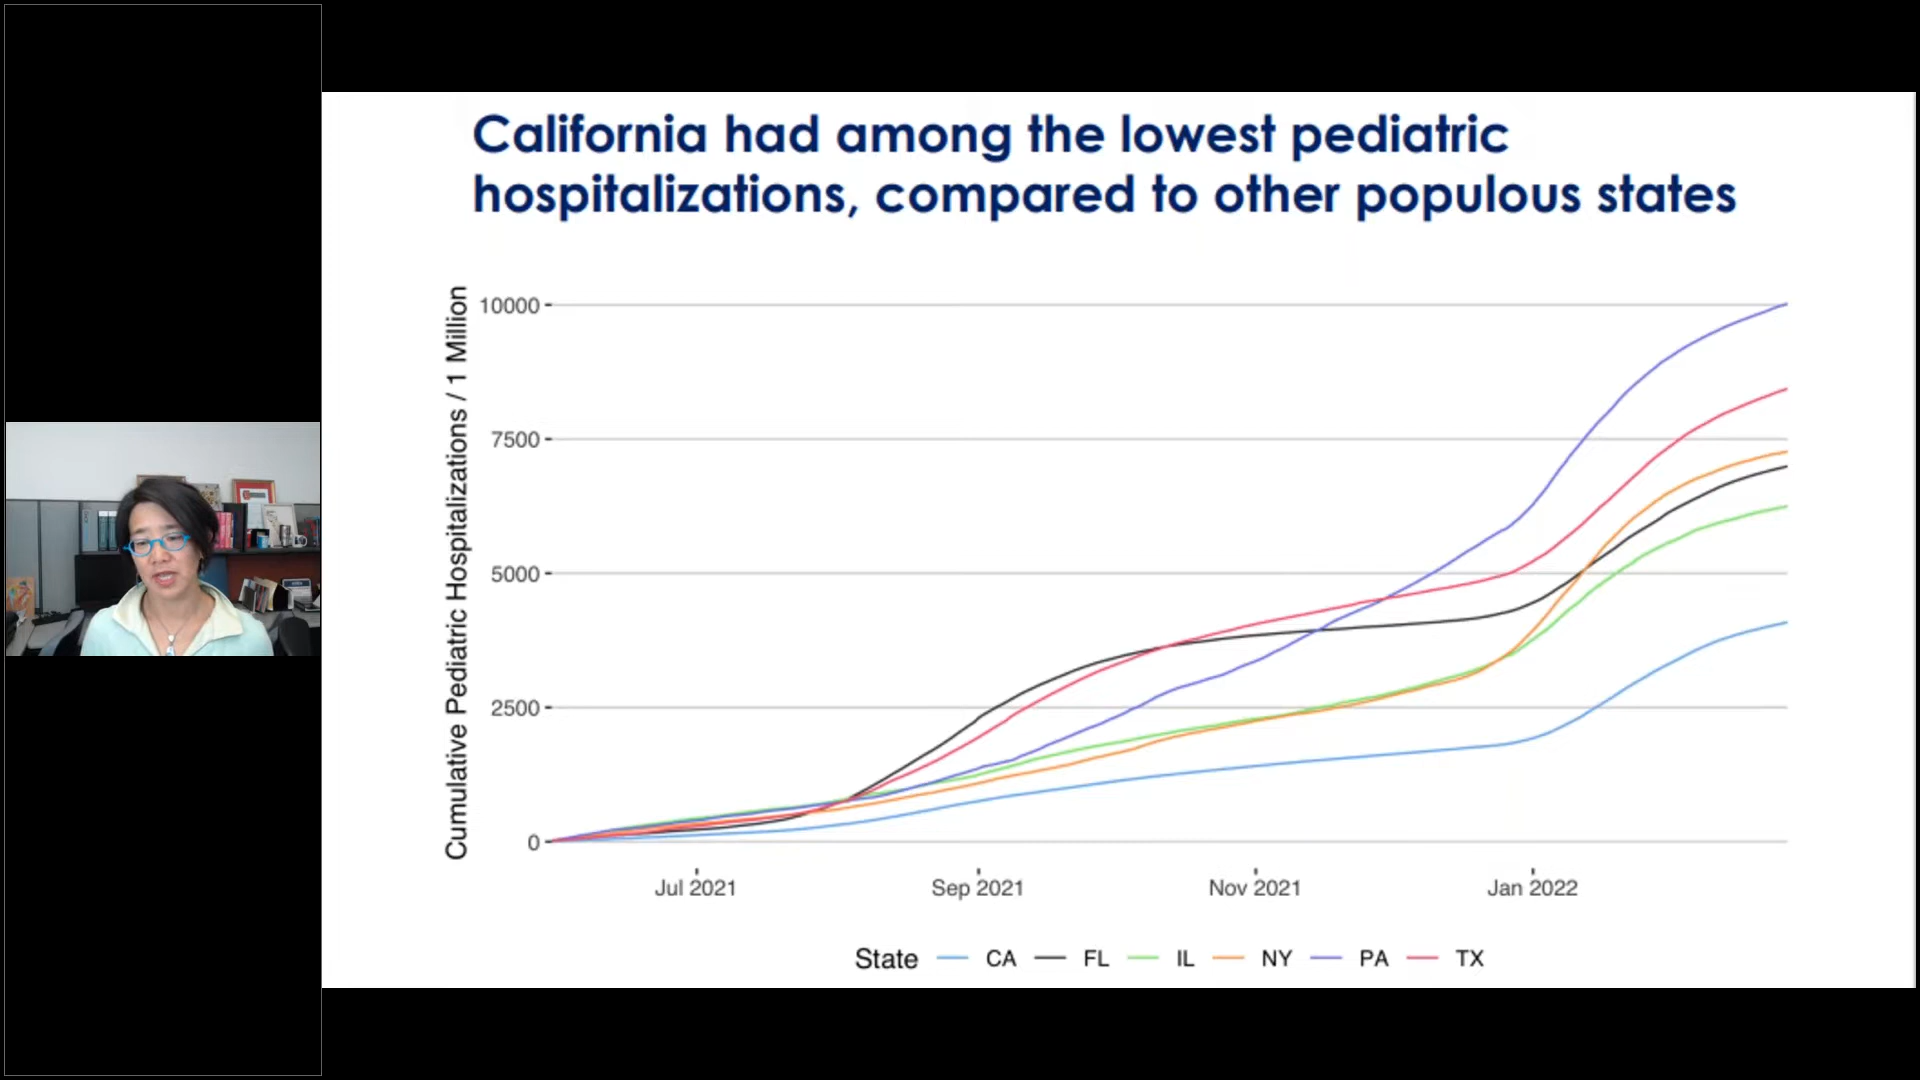 California had among the lowest pediatric
hospitalizations, compared to other populous states
Cumulative Pediatric Hospitalizations / 1 Million
10000
7500
5000
2500
0
Jul 2021 Sep 2021 Nov 2021 Jan 2022
State CA FL IL NY PA TX